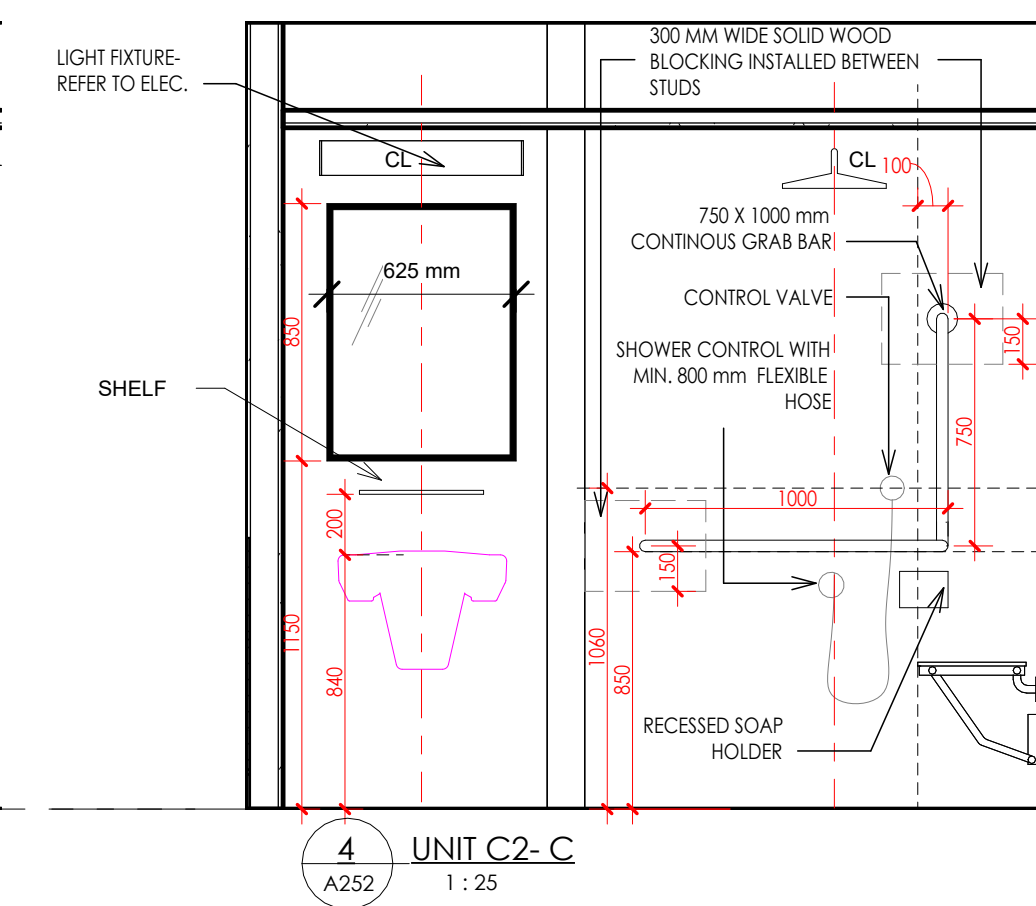 LIGHT FIXTURE-
REFER TO ELEC.
300 MM WIDE SOLID WOOD
BLOCKING INSTALLED BETWEEN
STUDS
CL
CL
100
750 X 1000 mm
CONTINOUS GRAB BAR
625 mm
CONTROL VALVE
850
150
SHOWER CONTROL WITH
MIN. 800 mm FLEXIBLE
HOSE
SHELF
750
1000
200
150
1150
1060
840
850
RECESSED SOAP
HOLDER
4
A252
UNIT C2- C
1 : 25